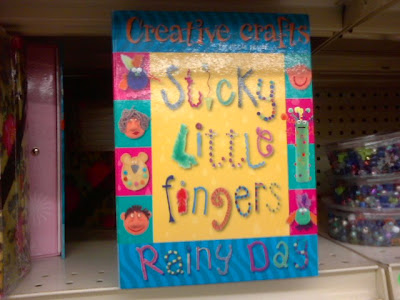 Creative crafts
Sticky
Little
fingers
Rainy Day